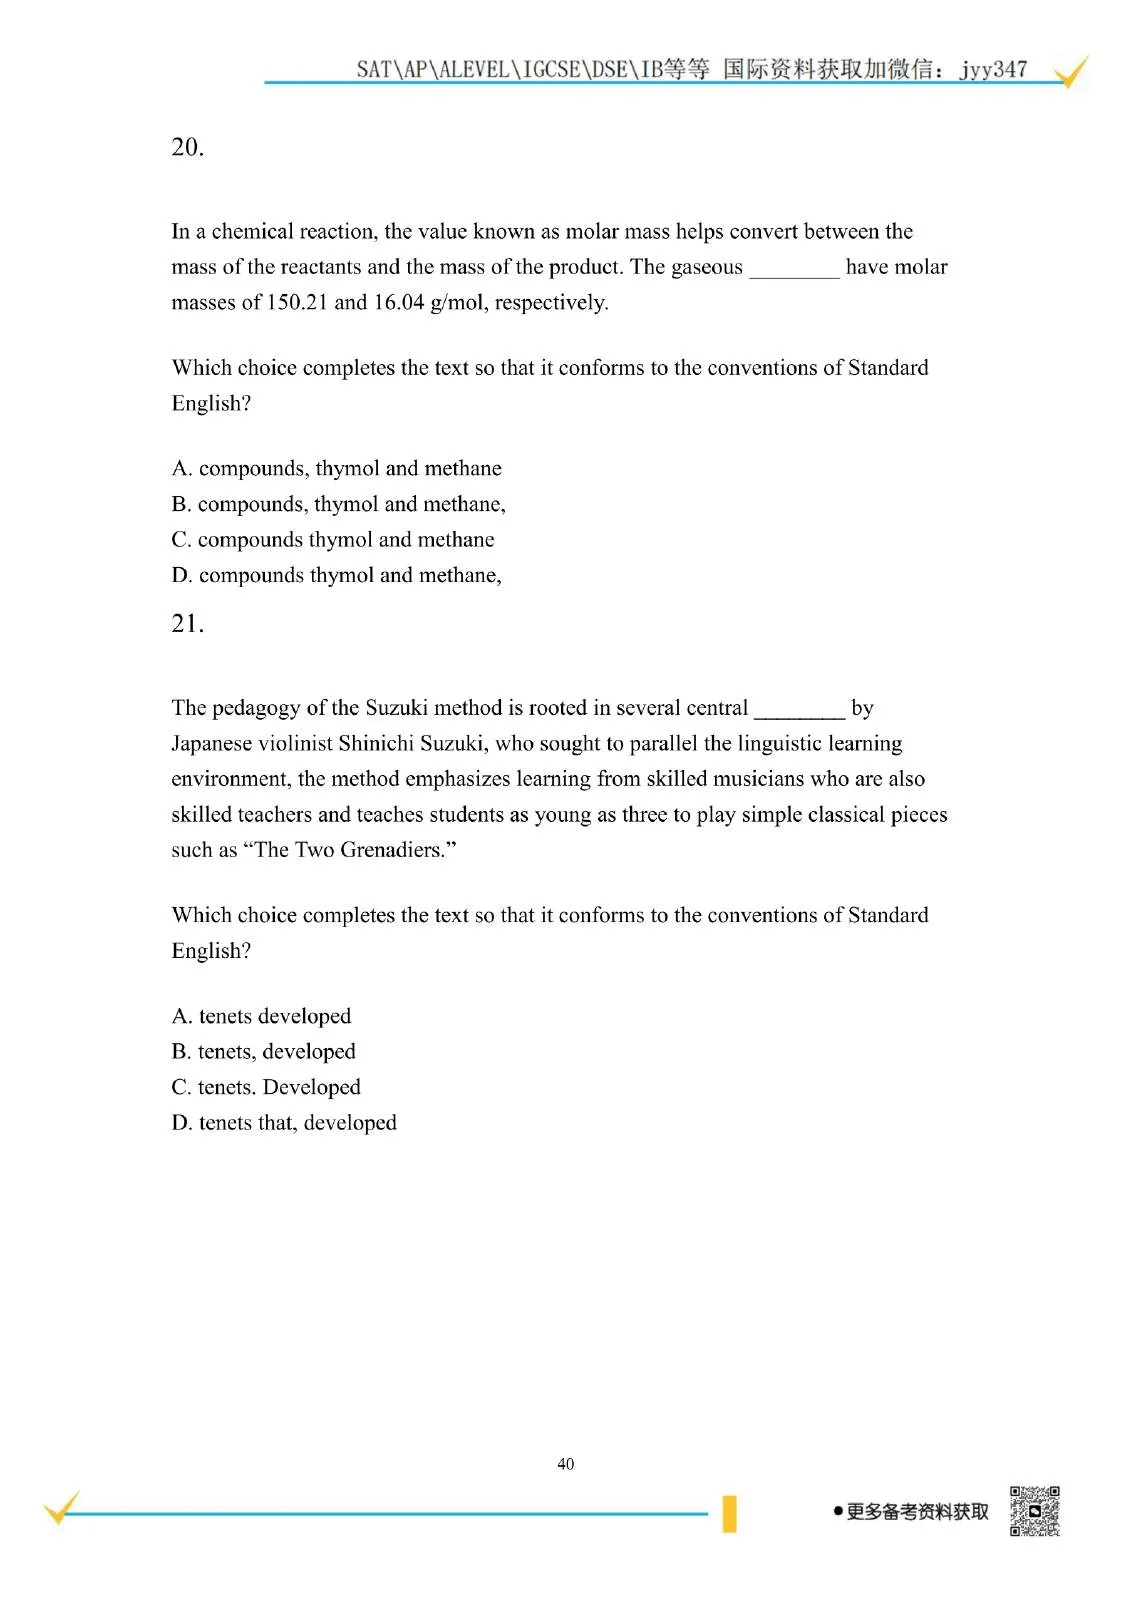 SAT\AP\ALEVEL\IGCSE\DSE\IB等等 国际资料获取加微信：jyy347
20.
In a chemical reaction, the value known as molar mass helps convert between the
mass of the reactants and the mass of the product. The gaseous ________ have molar
masses of 150.21 and 16.04 g/mol, respectively.
Which choice completes the text so that it conforms to the conventions of Standard
English?
A. compounds, thymol and methane
B. compounds, thymol and methane,
C. compounds thymol and methane
D. compounds thymol and methane,
21.
The pedagogy of the Suzuki method is rooted in several central ________ by
Japanese violinist Shinichi Suzuki, who sought to parallel the linguistic learning
environment, the method emphasizes learning from skilled musicians who are also
skilled teachers and teaches students as young as three to play simple classical pieces
such as “The Two Grenadiers.”
Which choice completes the text so that it conforms to the conventions of Standard
English?
A. tenets developed
B. tenets, developed
C. tenets. Developed
D. tenets that, developed
40
●更多备考资料获取